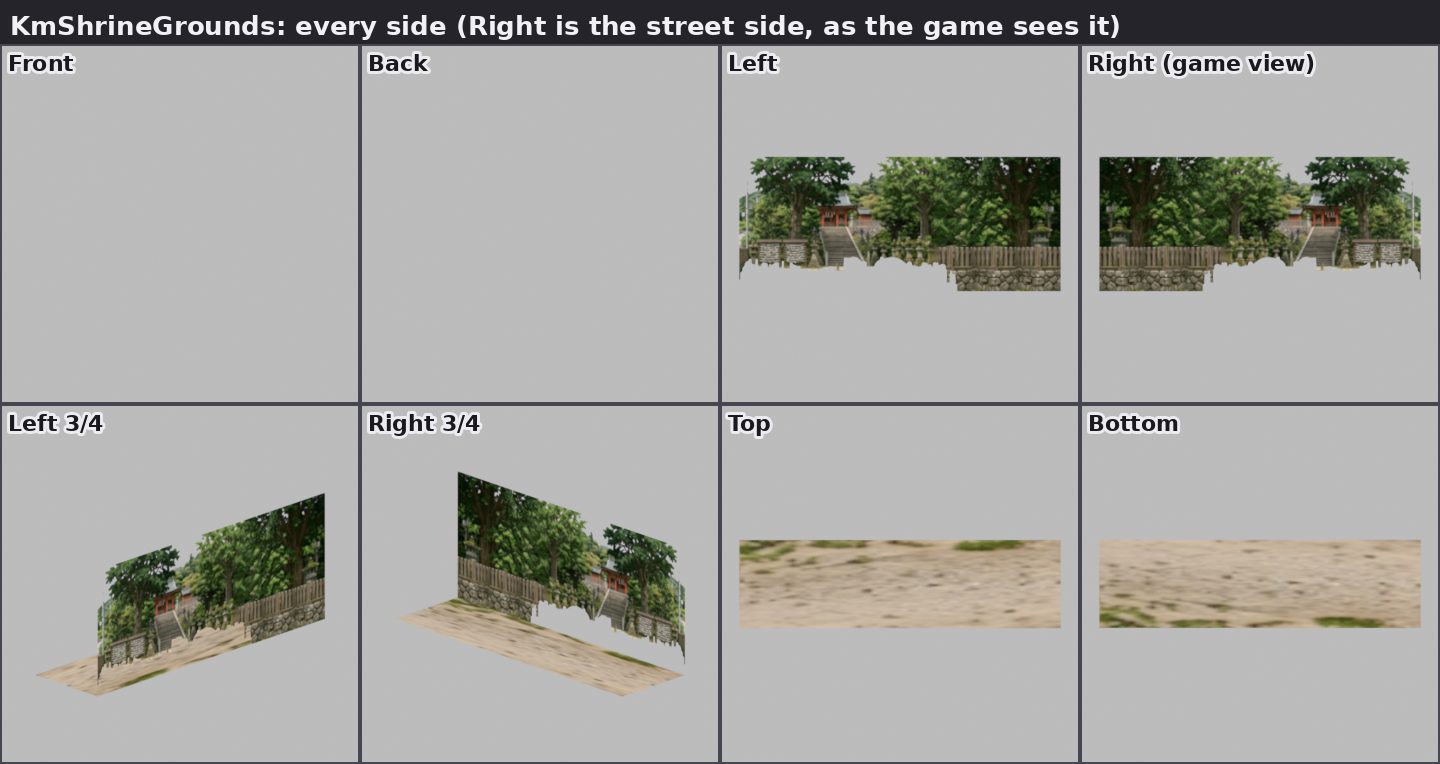 KmShrineGrounds: every side (Right is the street side, as the game sees it)
Front
Back
Left
Right (game view)
Left 3/4
Right 3/4
Top
Bottom